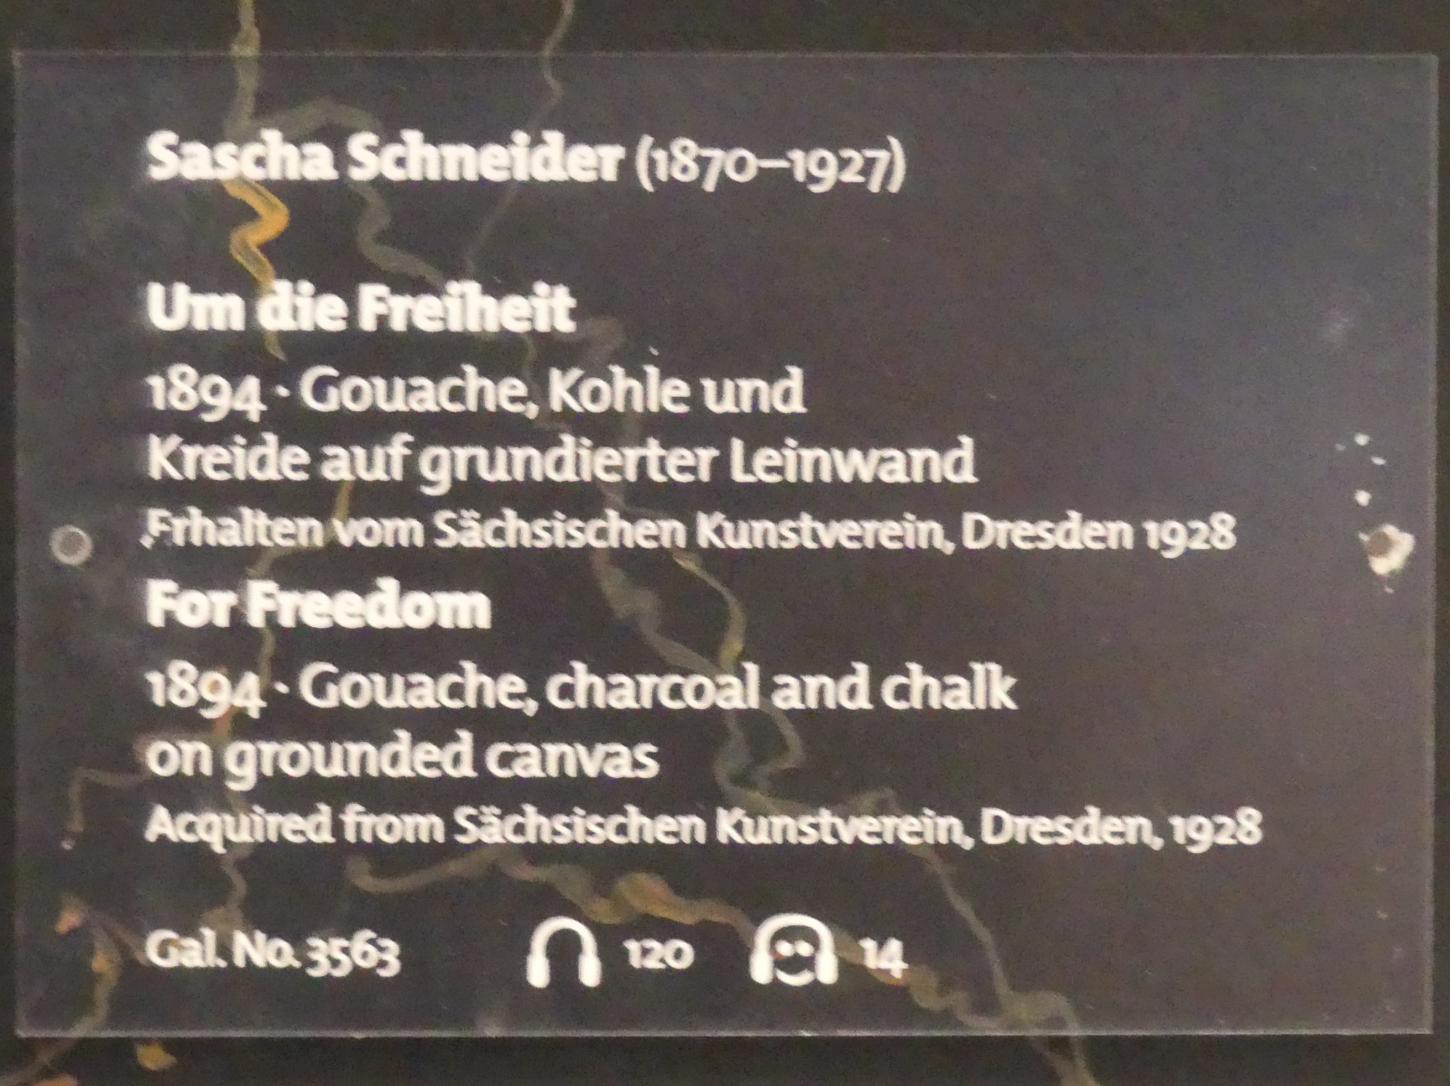 Sascha Schneider (1870–1927)
Um die Freiheit
1894 · Gouache, Kohle und
Kreide auf grundierter Leinwand
Erhalten vom Sächsischen Kunstverein, Dresden 1928
For Freedom
1894 · Gouache, charcoal and chalk
on grounded canvas
Acquired from Sächsischen Kunstverein, Dresden, 1928
Gal. No. 3563 120 14